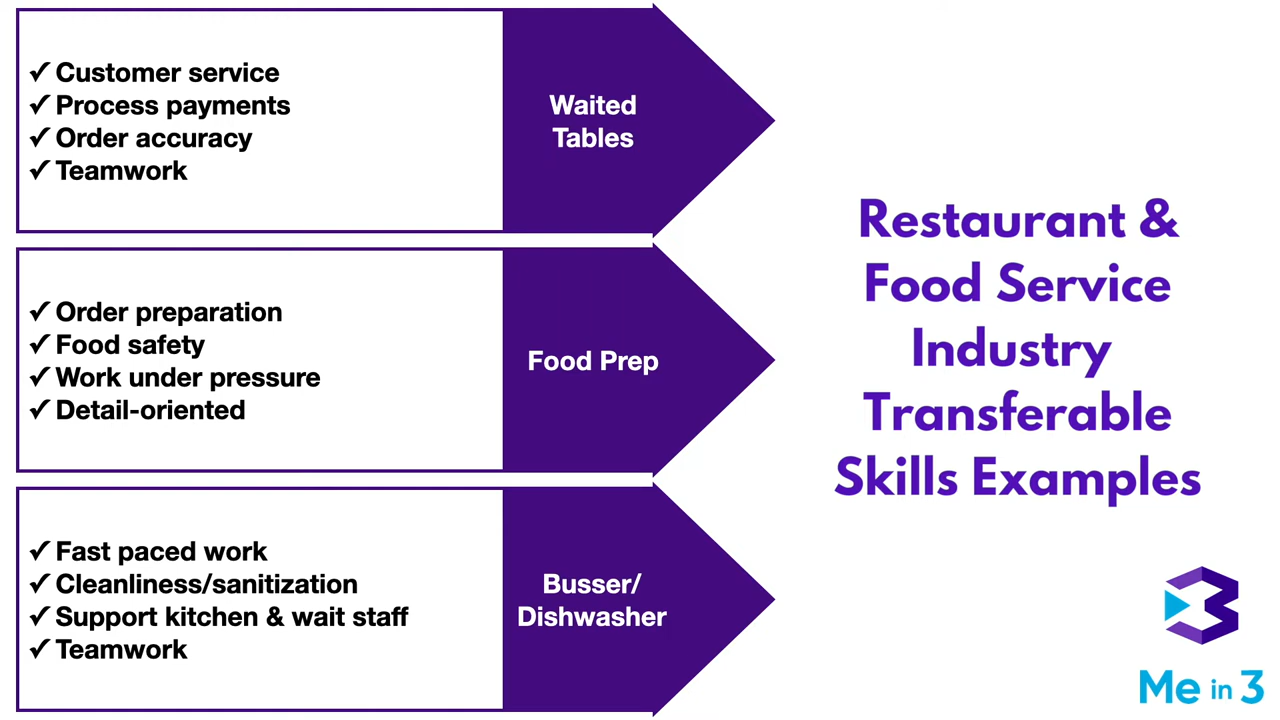 ✓ Customer service
✓ Process payments
✓ Order accuracy
✓ Teamwork
Waited
Tables
✓ Order preparation
✓ Food safety
✓ Work under pressure
✓ Detail-oriented
Food Prep
✓ Fast paced work
✓ Cleanliness/sanitization
✓ Support kitchen & wait staff
✓ Teamwork
Busser/
Dishwasher
Restaurant &
Food Service
Industry
Transferable
Skills Examples
Me in 3